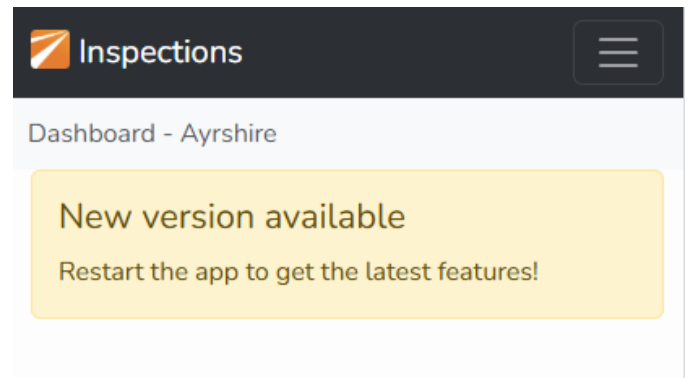 Inspections
Dashboard - Ayrshire
New version available
Restart the app to get the latest features!